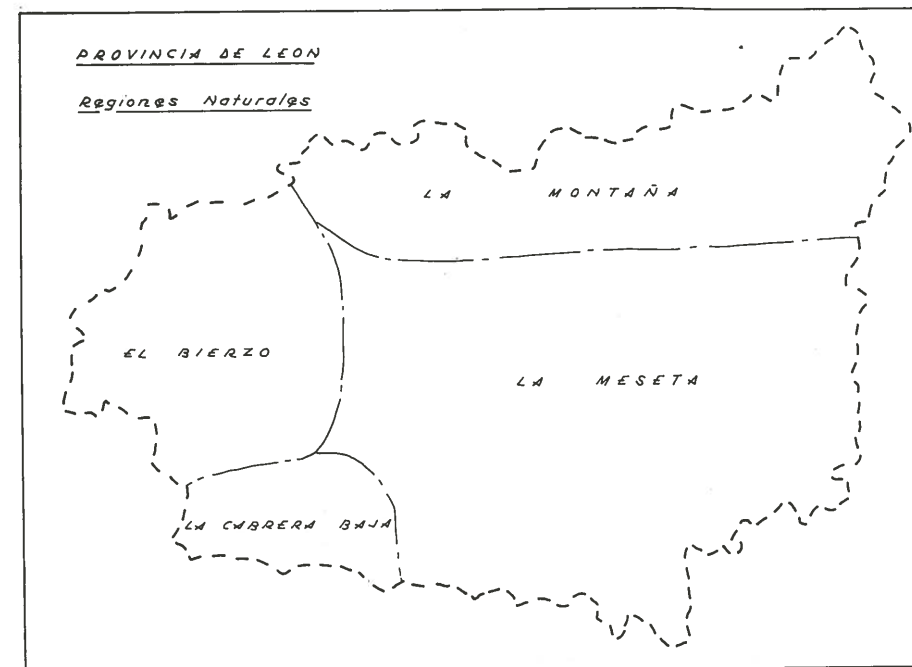 PROVINCIA DE LEON
Regiones Naturales
LA MONTAÑA
EL BIERZO
LA MESETA
LA CABRERA BAJA